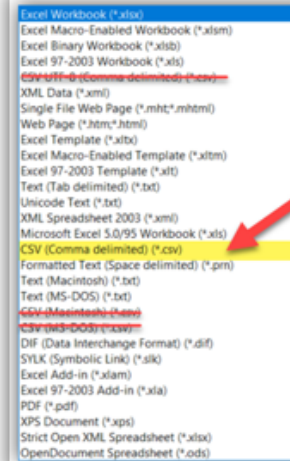 Excel Workbook (*.xlsx)
Excel Macro-Enabled Workbook (*.xlsm)
Excel Binary Workbook (*.xlsb)
Excel 97-2003 Workbook (*.xls)
CSV UTF-8 (Comma delimited) (*.csv)
XML Data (*.xml)
Single File Web Page (*.mht;*.mhtml)
Web Page (*.htm;*.html)
Excel Template (*.xltx)
Excel Macro-Enabled Template (*.xltm)
Excel 97-2003 Template (*.xlt)
Text (Tab delimited) (*.txt)
Unicode Text (*.txt)
XML Spreadsheet 2003 (*.xml)
Microsoft Excel 5.0/95 Workbook (*.xls)
CSV (Comma delimited) (*.csv)
Formatted Text (Space delimited) (*.prn)
Text (Macintosh) (*.txt)
Text (MS-DOS) (*.txt)
CSV (Macintosh) (*.csv)
CSV (MS-DOS) (*.csv)
DIF (Data Interchange Format) (*.dif)
SYLK (Symbolic Link) (*.slk)
Excel Add-in (*.xlam)
Excel 97-2003 Add-in (*.xla)
PDF (*.pdf)
XPS Document (*.xps)
Strict Open XML Spreadsheet (*.xlsx)
OpenDocument Spreadsheet (*.ods)